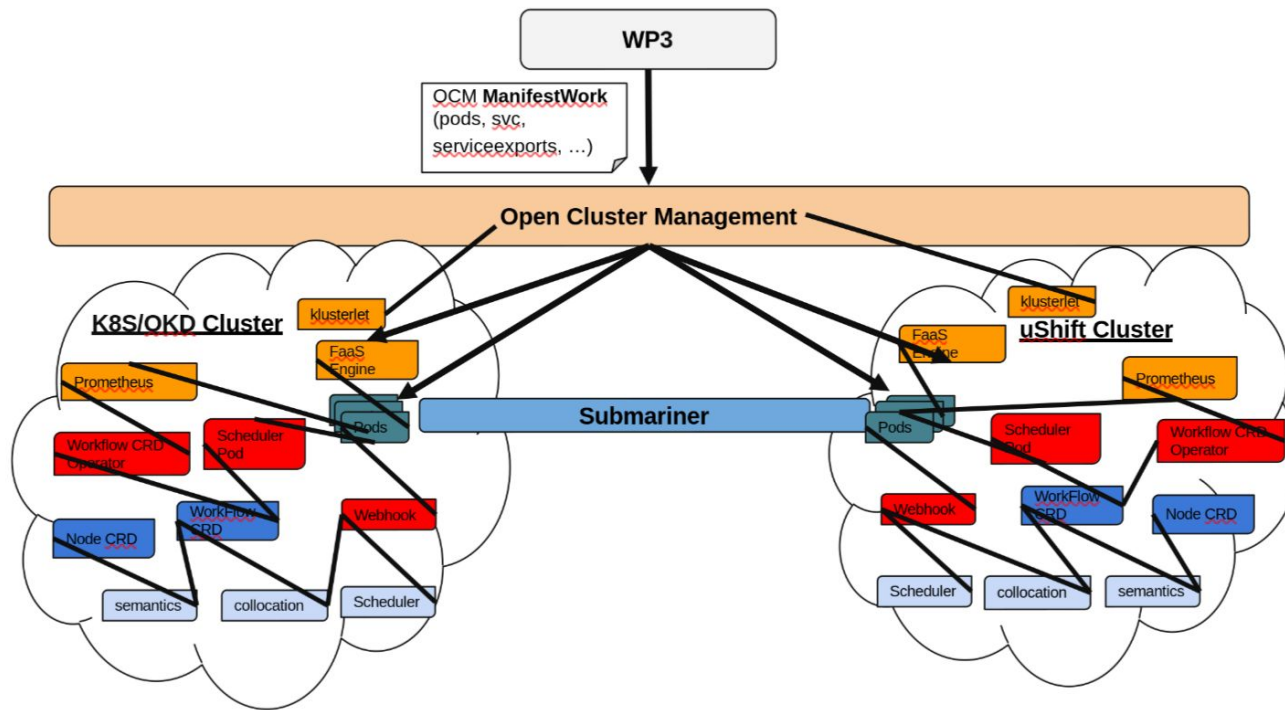 WP3
OCM ManifestWork
(pods, svc,
serviceexports, …)
Open Cluster Management
K8S/OKD Cluster
klusterlet
FaaS
Engine
Prometheus
Pods
Workflow CRD
Operator
Scheduler
Pod
WorkFlow
CRD
Webhook
Node CRD
semantics
collocation
Scheduler
Submariner
uShift Cluster
klusterlet
FaaS
Engine
Prometheus
Pods
Scheduler
Pod
Workflow CRD
Operator
Webhook
WorkFlow
CRD
Node CRD
Scheduler
collocation
semantics